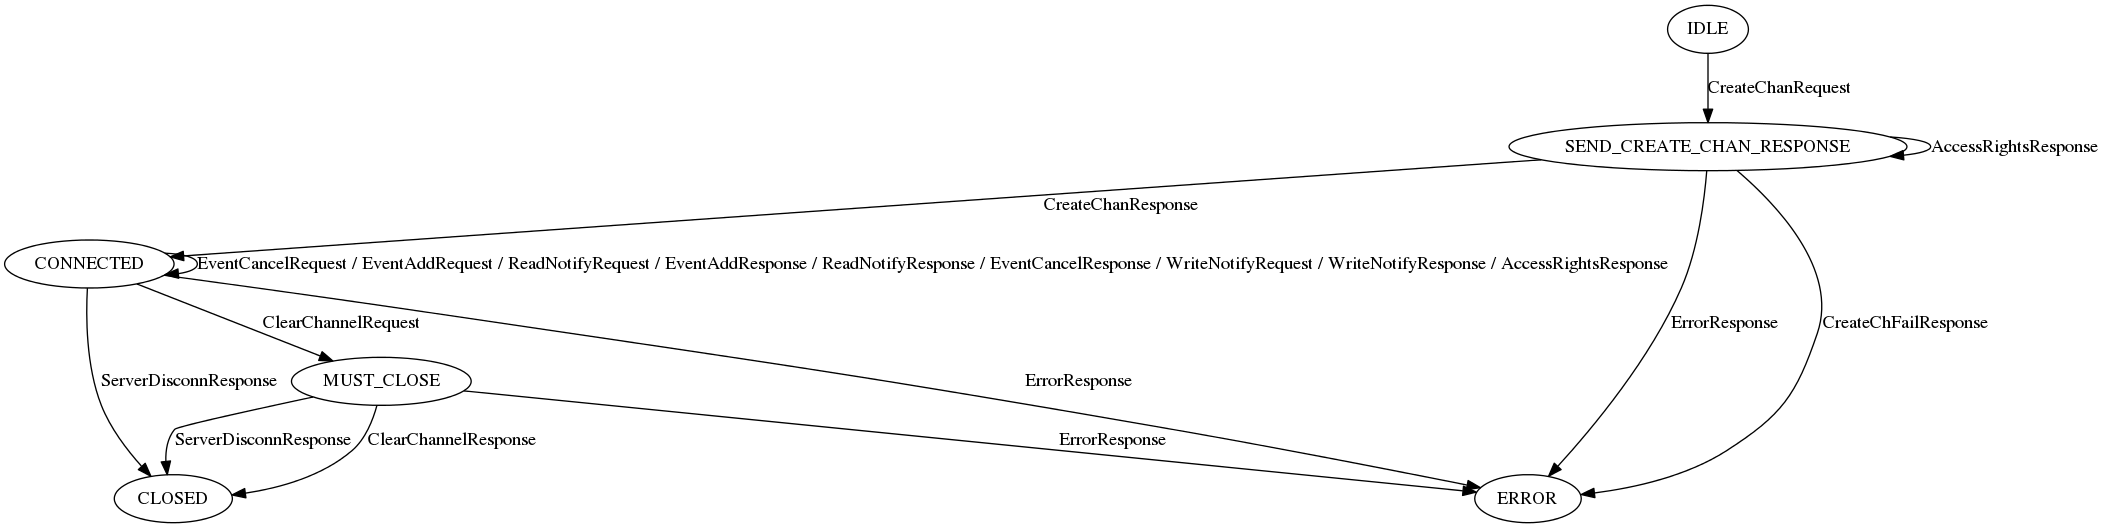 IDLE
CreateChanRequest
SEND_CREATE_CHAN_RESPONSE
AccessRightsResponse
CreateChanResponse
CONNECTED
EventCancelRequest / EventAddRequest / ReadNotifyRequest / EventAddResponse / ReadNotifyResponse / EventCancelResponse / WriteNotifyRequest / WriteNotifyResponse / AccessRightsResponse
ClearChannelRequest
ErrorResponse
CreateChFailResponse
ServerDisconnResponse
MUST_CLOSE
ErrorResponse
ServerDisconnResponse
ClearChannelResponse
ErrorResponse
CLOSED
ERROR